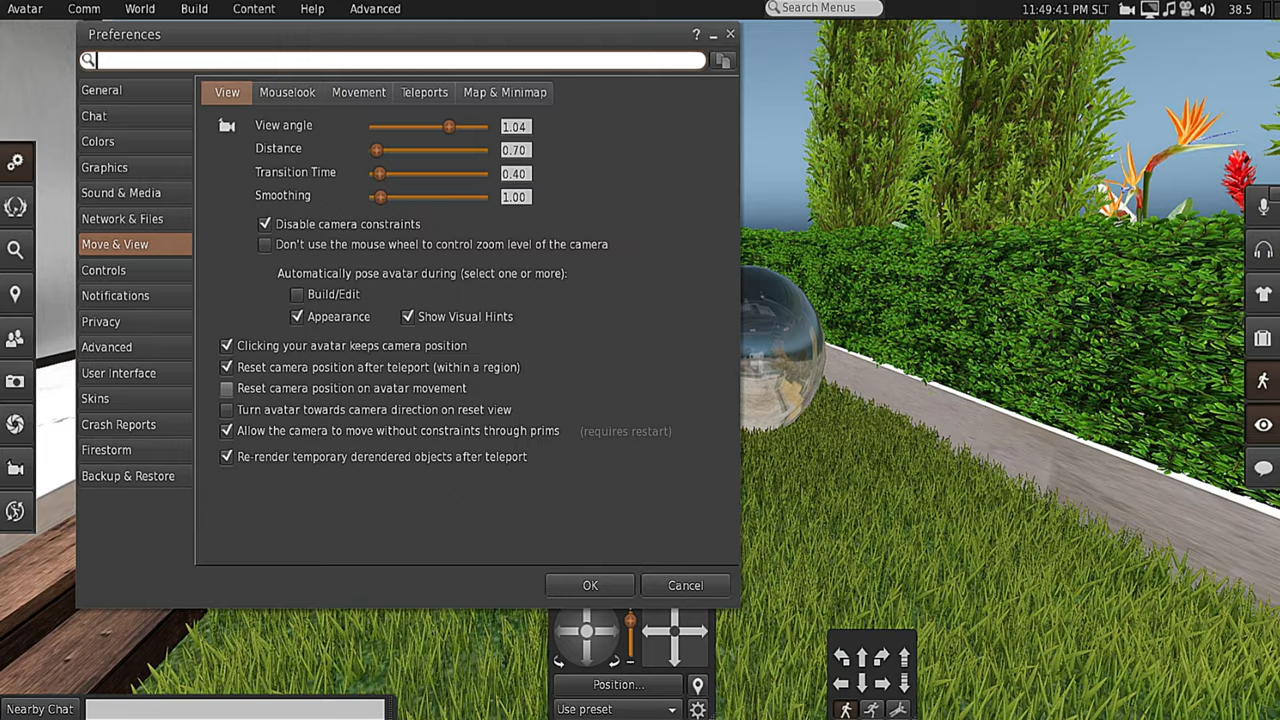 Avatar Comm World Build Content Help Advanced Search Menus 11:49:41 PM SLT 38.5
Preferences ?
General
Chat
Colors
Graphics
Sound & Media
Network & Files
Move & View
Controls
Notifications
Privacy
Advanced
User Interface
Skins
Crash Reports
Firestorm
Backup & Restore
View Mouselook Movement Teleports Map & Minimap
View angle 1.04
Distance 0.70
Transition Time 0.40
Smoothing 1.00
Disable camera constraints
Don't use the mouse wheel to control zoom level of the camera
Automatically pose avatar during (select one or more):
Build/Edit
Appearance Show Visual Hints
Clicking your avatar keeps camera position
Reset camera position after teleport (within a region)
Reset camera position on avatar movement
Turn avatar towards camera direction on reset view
Allow the camera to move without constraints through prims (requires restart)
Re-render temporary derendered objects after teleport
OK Cancel
Position...
Use preset
Nearby Chat